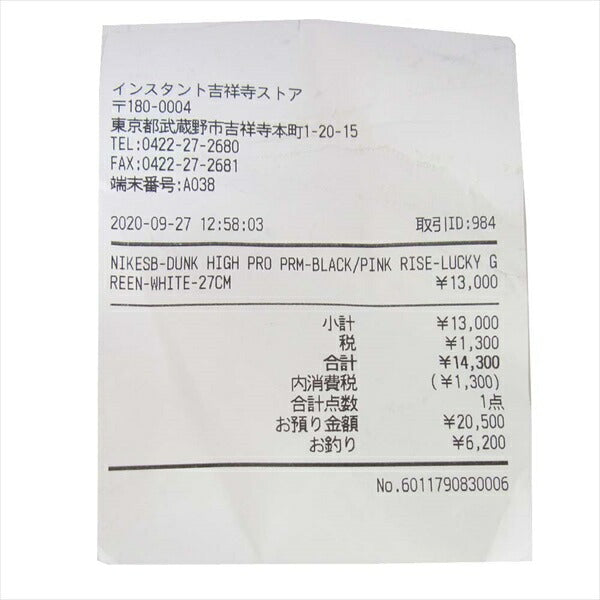 インスタント吉祥寺ストア
〒180-0004
東京都武蔵野市吉祥寺本町1-20-15
TEL:0422-27-2680
FAX:0422-27-2681
端末番号:A038
2020-09-27 12:58:03 取引ID:984
NIKESB-DUNK HIGH PRO PRM-BLACK/PINK RISE-LUCKY G
REEN-WHITE-27CM ¥13,000
小計 ¥13,000
税 ¥1,300
合計 ¥14,300
内消費税 (¥1,300)
合計点数 1点
お預り金額 ¥20,500
お釣り ¥6,200
No.6011790830006